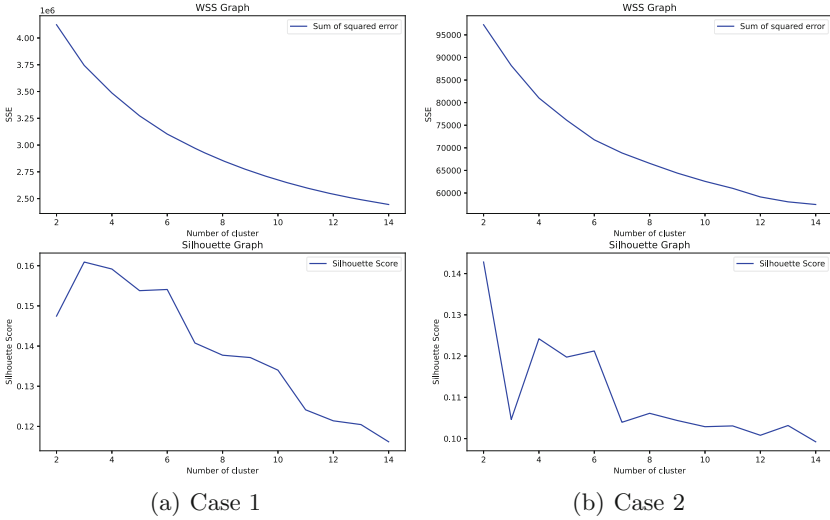 WSS Graph
1e6
4.00
3.75
3.50
3.25
3.00
2.75
2.50
SSE
Sum of squared error
2 4 6 8 10 12 14
Number of cluster
Silhouette Graph
0.16
0.15
0.14
0.13
0.12
Silhouette Score
Silhouette Score
2 4 6 8 10 12 14
Number of cluster
(a) Case 1
WSS Graph
95000
90000
85000
80000
75000
70000
65000
60000
SSE
Sum of squared error
2 4 6 8 10 12 14
Number of cluster
Silhouette Graph
0.14
0.13
0.12
0.11
0.10
Silhouette Score
Silhouette Score
2 4 6 8 10 12 14
Number of cluster
(b) Case 2